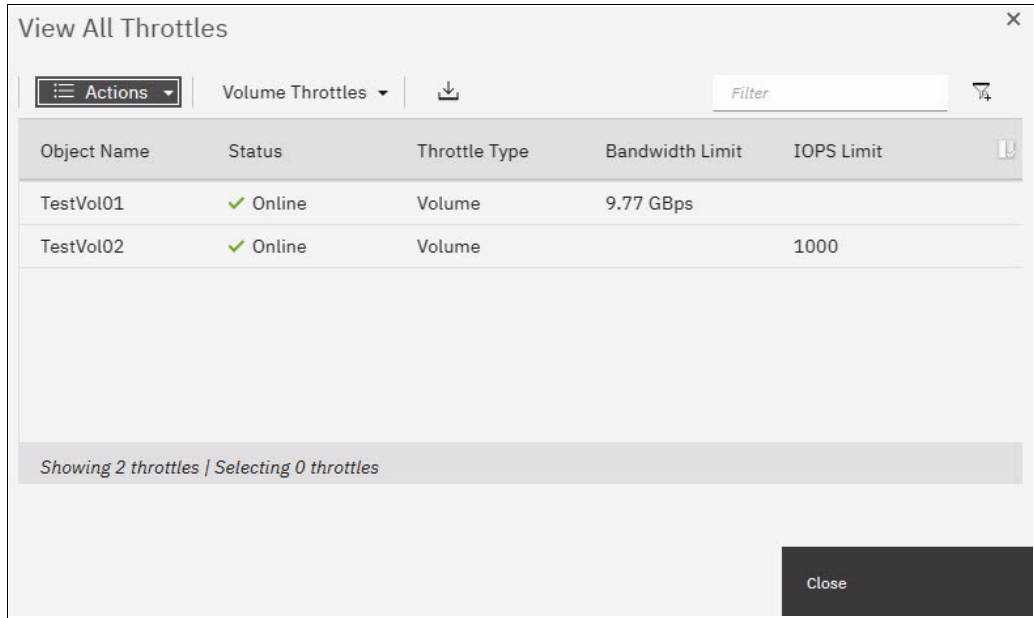 View All Throttles
Actions Volume Throttles Filter
Object Name Status Throttle Type Bandwidth Limit IOPS Limit
TestVol01 Online Volume 9.77 GBps
TestVol02 Online Volume 1000
Showing 2 throttles | Selecting 0 throttles
Close